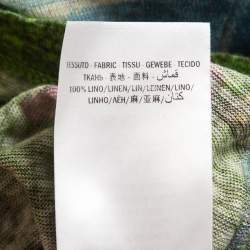 TESSUTO - FABRIC - TISSU - GEWEBE - TECIDO
ТКАНЬ - 表地 - 面料 - قماش
100% LINO/LINEN/LIN/LEINEN/LINO/
LINHO/ЛЁН/麻/亚麻/كتان